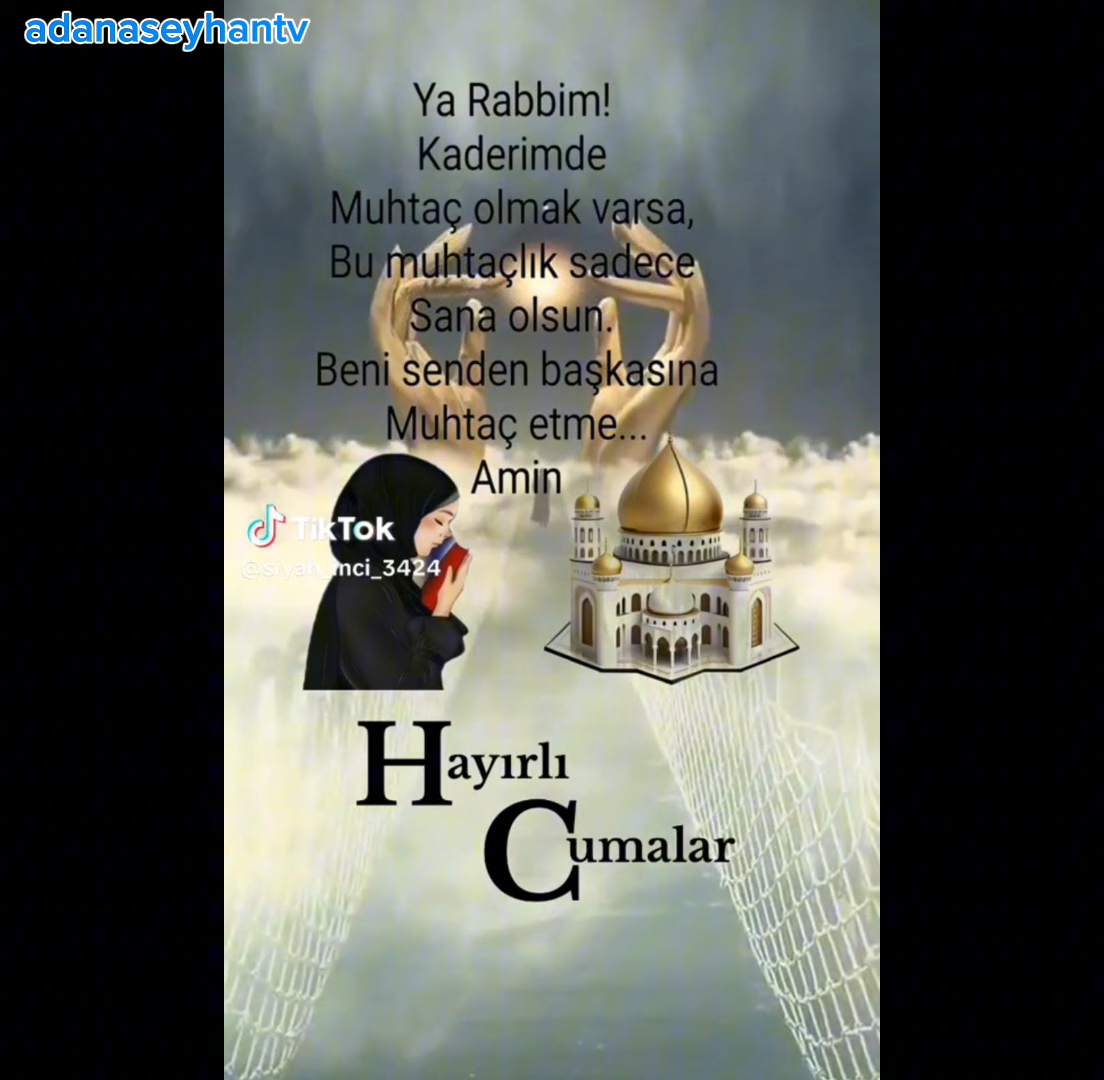 adanaseyhantv
Ya Rabbim!
Kaderimde
Muhtaç olmak varsa,
Bu muhtaçlık sadece
Sana olsun.
Beni senden başkasına
Muhtaç etme...
Amin
TikTok
Hayırlı
Cumalar